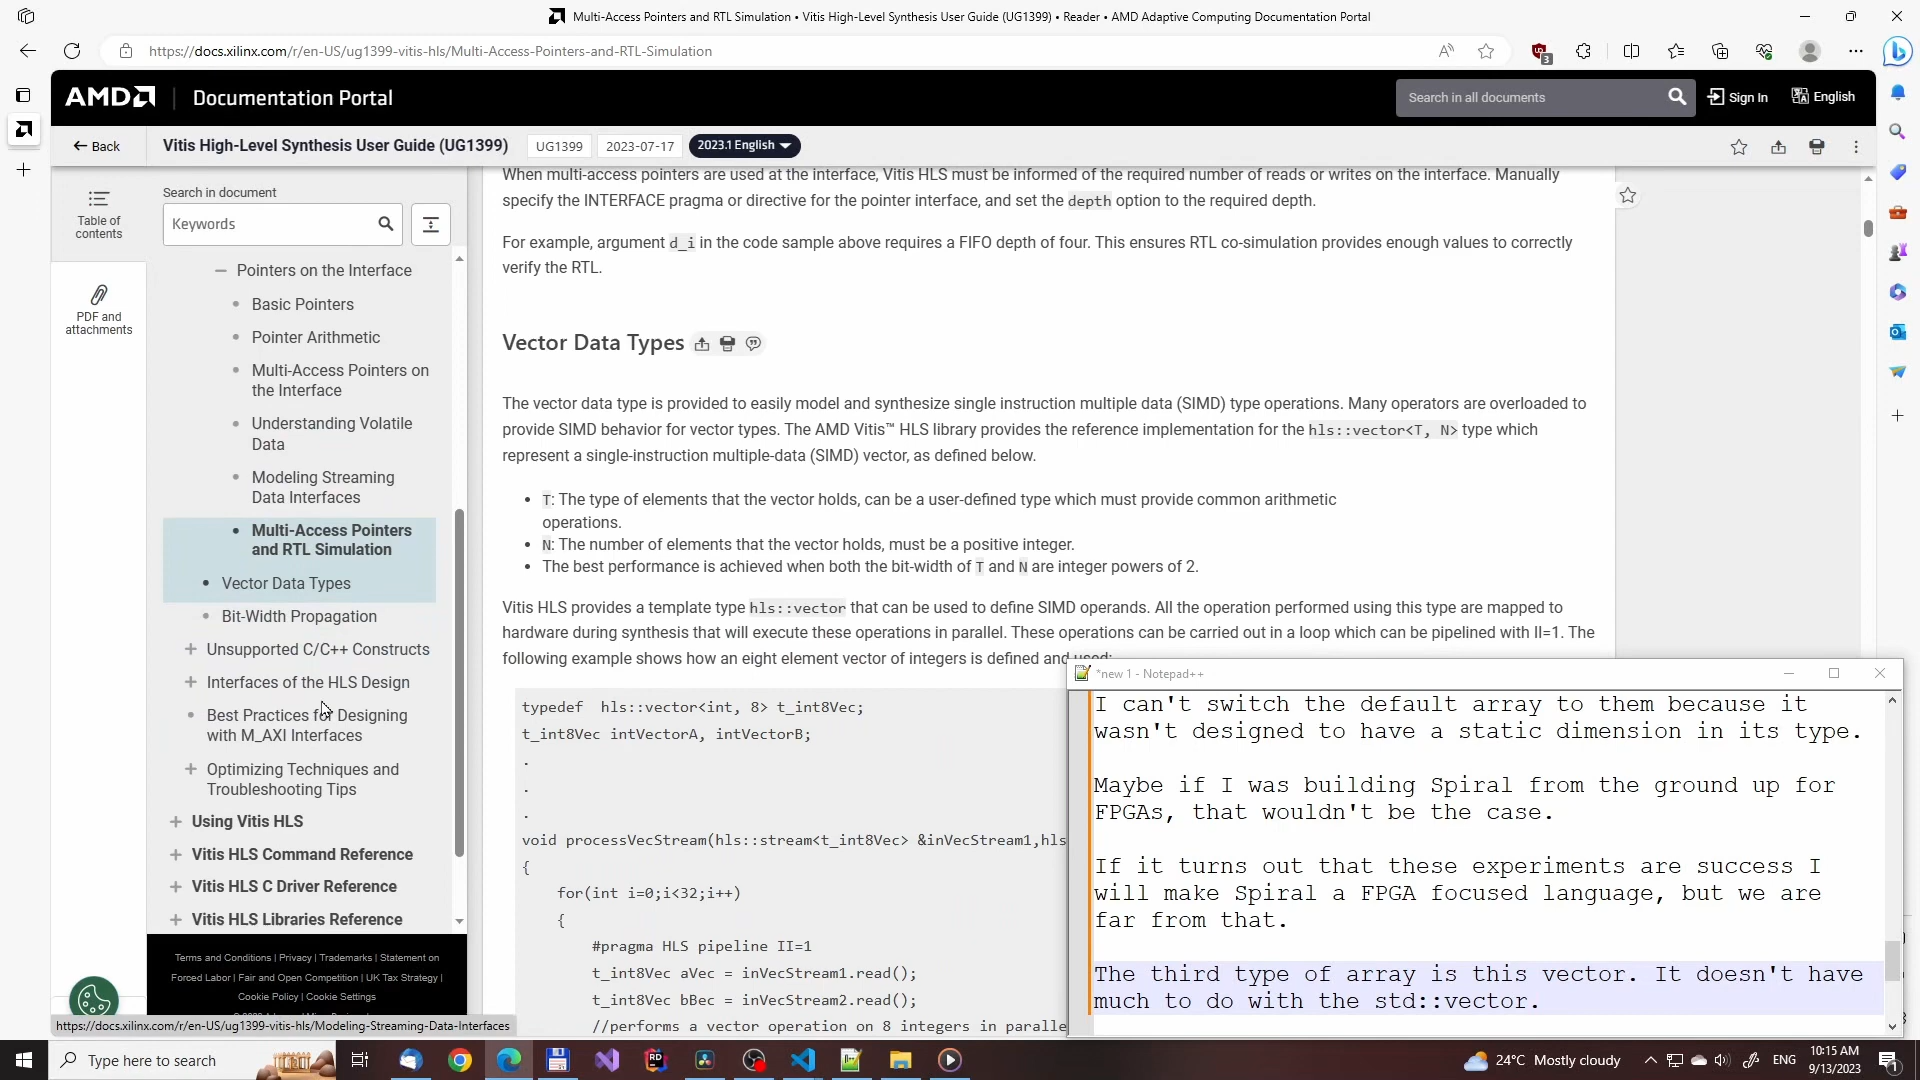 Multi-Access Pointers and RTL Simulation • Vitis High-Level Synthesis User Guide (UG1399) • Reader • AMD Adaptive Computing Documentation Portal
https://docs.xilinx.com/r/en-US/ug1399-vitis-hls/Multi-Access-Pointers-and-RTL-Simulation
3
AMD
Documentation Portal
Search in all documents
Sign In
English
Back
Vitis High-Level Synthesis User Guide (UG1399)
UG1399
2023-07-17
2023.1 English
Table of
contents
PDF and
attachments
Search in document
Keywords
Pointers on the Interface
Basic Pointers
Pointer Arithmetic
Multi-Access Pointers on
the Interface
Understanding Volatile
Data
Modeling Streaming
Data Interfaces
Multi-Access Pointers
and RTL Simulation
Vector Data Types
Bit-Width Propagation
Unsupported C/C++ Constructs
Interfaces of the HLS Design
Best Practices for Designing
with M_AXI Interfaces
Optimizing Techniques and
Troubleshooting Tips
Using Vitis HLS
Vitis HLS Command Reference
Vitis HLS C Driver Reference
Vitis HLS Libraries Reference
Terms and Conditions | Privacy | Trademarks | Statement on
Forced Labor | Fair and Open Competition | UK Tax Strategy |
Cookie Policy | Cookie Settings
https://docs.xilinx.com/r/en-US/ug1399-vitis-hls/Modeling-Streaming-Data-Interfaces
When multi-access pointers are used at the interface, Vitis HLS must be informed of the required number of reads or writes on the interface. Manually
specify the INTERFACE pragma or directive for the pointer interface, and set the depth option to the required depth.
For example, argument d_i in the code sample above requires a FIFO depth of four. This ensures RTL co-simulation provides enough values to correctly
verify the RTL.
Vector Data Types
The vector data type is provided to easily model and synthesize single instruction multiple data (SIMD) type operations. Many operators are overloaded to
provide SIMD behavior for vector types. The AMD Vitis™ HLS library provides the reference implementation for the hls::vector<T, N> type which
represent a single-instruction multiple-data (SIMD) vector, as defined below.
• T: The type of elements that the vector holds, can be a user-defined type which must provide common arithmetic
operations.
• N: The number of elements that the vector holds, must be a positive integer.
• The best performance is achieved when both the bit-width of T and N are integer powers of 2.
Vitis HLS provides a template type hls::vector that can be used to define SIMD operands. All the operation performed using this type are mapped to
hardware during synthesis that will execute these operations in parallel. These operations can be carried out in a loop which can be pipelined with II=1. The
following example shows how an eight element vector of integers is defined and used:
typedef hls::vector<int, 8> t_int8Vec;
t_int8Vec intVectorA, intVectorB;
.
.
.
void processVecStream(hls::stream<t_int8Vec> &inVecStream1,hls
{
for(int i=0;i<32;i++)
{
#pragma HLS pipeline II=1
t_int8Vec aVec = inVecStream1.read();
t_int8Vec bBec = inVecStream2.read();
//performs a vector operation on 8 integers in paralle
*new 1 - Notepad++
I can't switch the default array to them because it
wasn't designed to have a static dimension in its type.
Maybe if I was building Spiral from the ground up for
FPGAs, that wouldn't be the case.
If it turns out that these experiments are success I
will make Spiral a FPGA focused language, but we are
far from that.
The third type of array is this vector. It doesn't have
much to do with the std::vector.
Type here to search
24°C Mostly cloudy
ENG
10:15 AM
9/13/2023
1